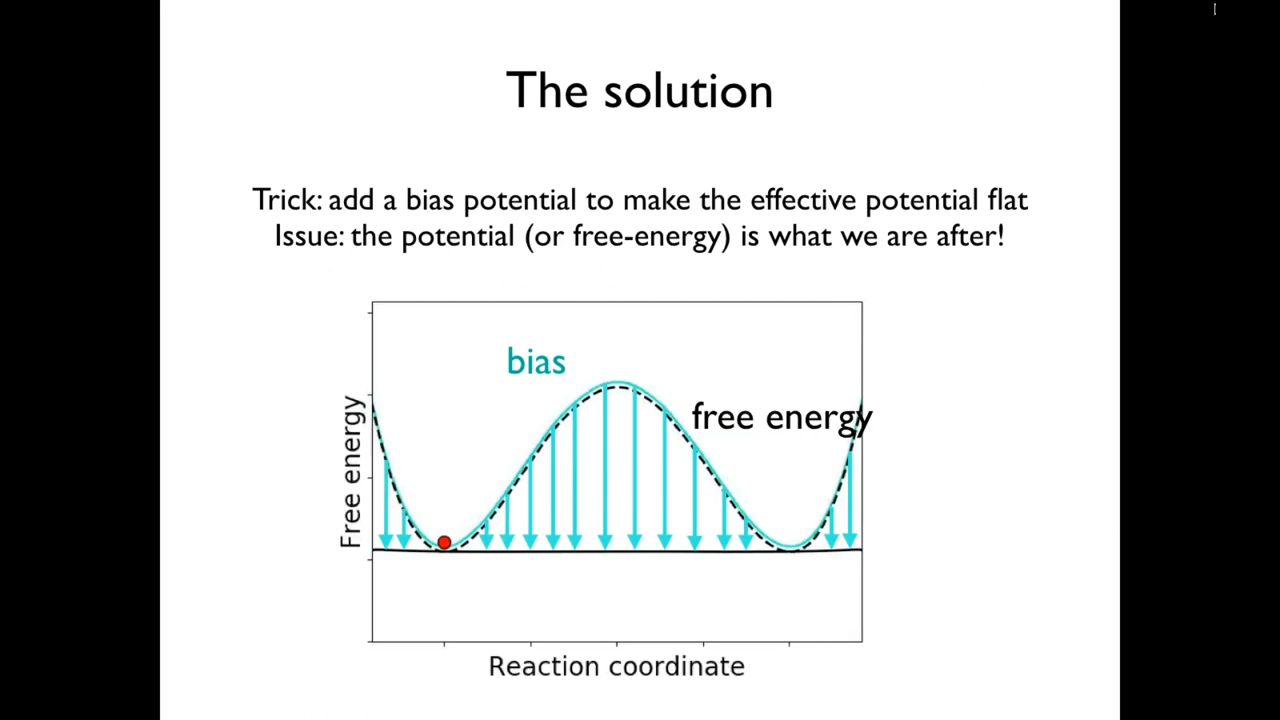 The solution
Trick: add a bias potential to make the effective potential flat
Issue: the potential (or free-energy) is what we are after!
bias
free energy
Free energy
Reaction coordinate